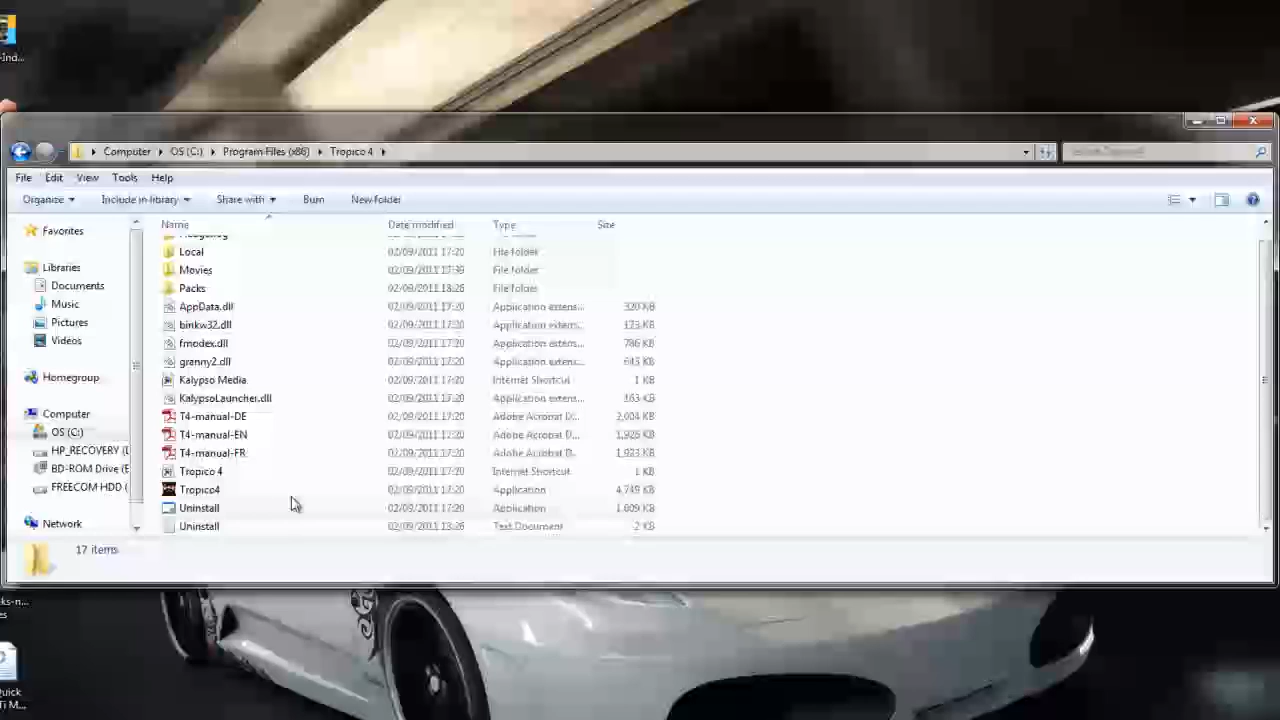 -Ind...
Computer OS (C:) Program Files (x86) Tropico 4
File Edit View Tools Help
Organize Include in library Share with Burn New folder
Name Date modified Type Size
Favorites
Libraries
Documents
Music
Pictures
Videos
Homegroup
Computer
OS (C:)
HP_RECOVERY (
BD-ROM Drive (E
FREECOM HDD (
Network
Local 02/09/2011 17:20 File folder
Movies 02/09/2011 17:39 File folder
Packs 02/09/2011 18:26 File folder
AppData.dll 02/09/2011 17:20 Application extens... 320 KB
binkw32.dll 02/09/2011 17:20 Application extens... 173 KB
fmodex.dll 02/09/2011 17:20 Application extens... 786 KB
granny2.dll 02/09/2011 17:20 Application extens... KB
Kalypso Media 02/09/2011 17:20 Internet Shortcut 1 KB
KalypsoLauncher.dll 02/09/2011 17:20 Application extens... KB
T4-manual-DE 02/09/2011 17:20 Adobe Acrobat D... 2,004 KB
T4-manual-EN 02/09/2011 17:20 Adobe Acrobat D... 1,926 KB
T4-manual-FR 02/09/2011 17:20 Adobe Acrobat D... 1,923 KB
Tropico 4 02/09/2011 17:20 Internet Shortcut 1 KB
Tropico4 02/09/2011 17:20 Application 4,749 KB
Uninstall 02/09/2011 17:20 Application 1,609 KB
Uninstall 02/09/2011 18:26 Text Document 2 KB
17 items
ks-n...
es
Quick
Ti M...